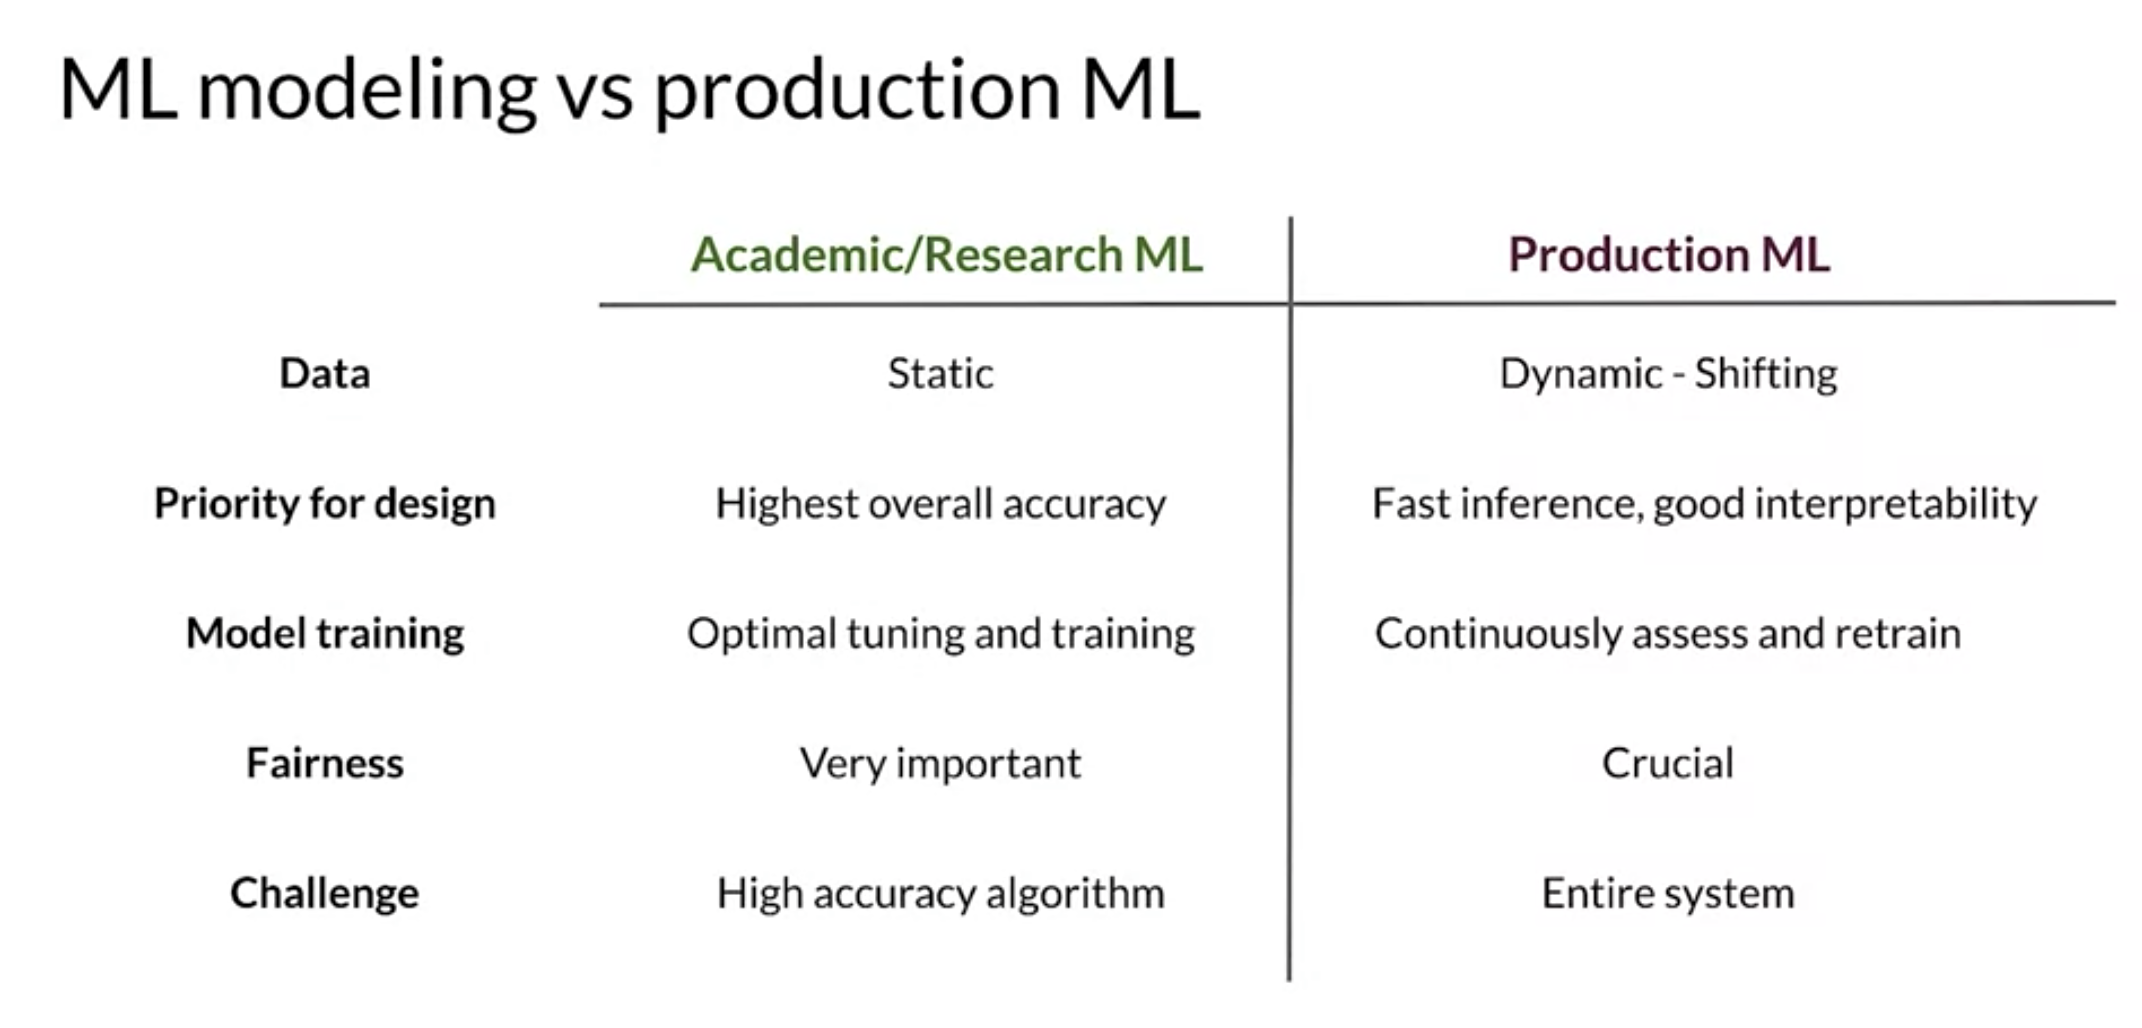 ML modeling vs production ML
Academic/Research ML Production ML
Data Static Dynamic - Shifting
Priority for design Highest overall accuracy Fast inference, good interpretability
Model training Optimal tuning and training Continuously assess and retrain
Fairness Very important Crucial
Challenge High accuracy algorithm Entire system